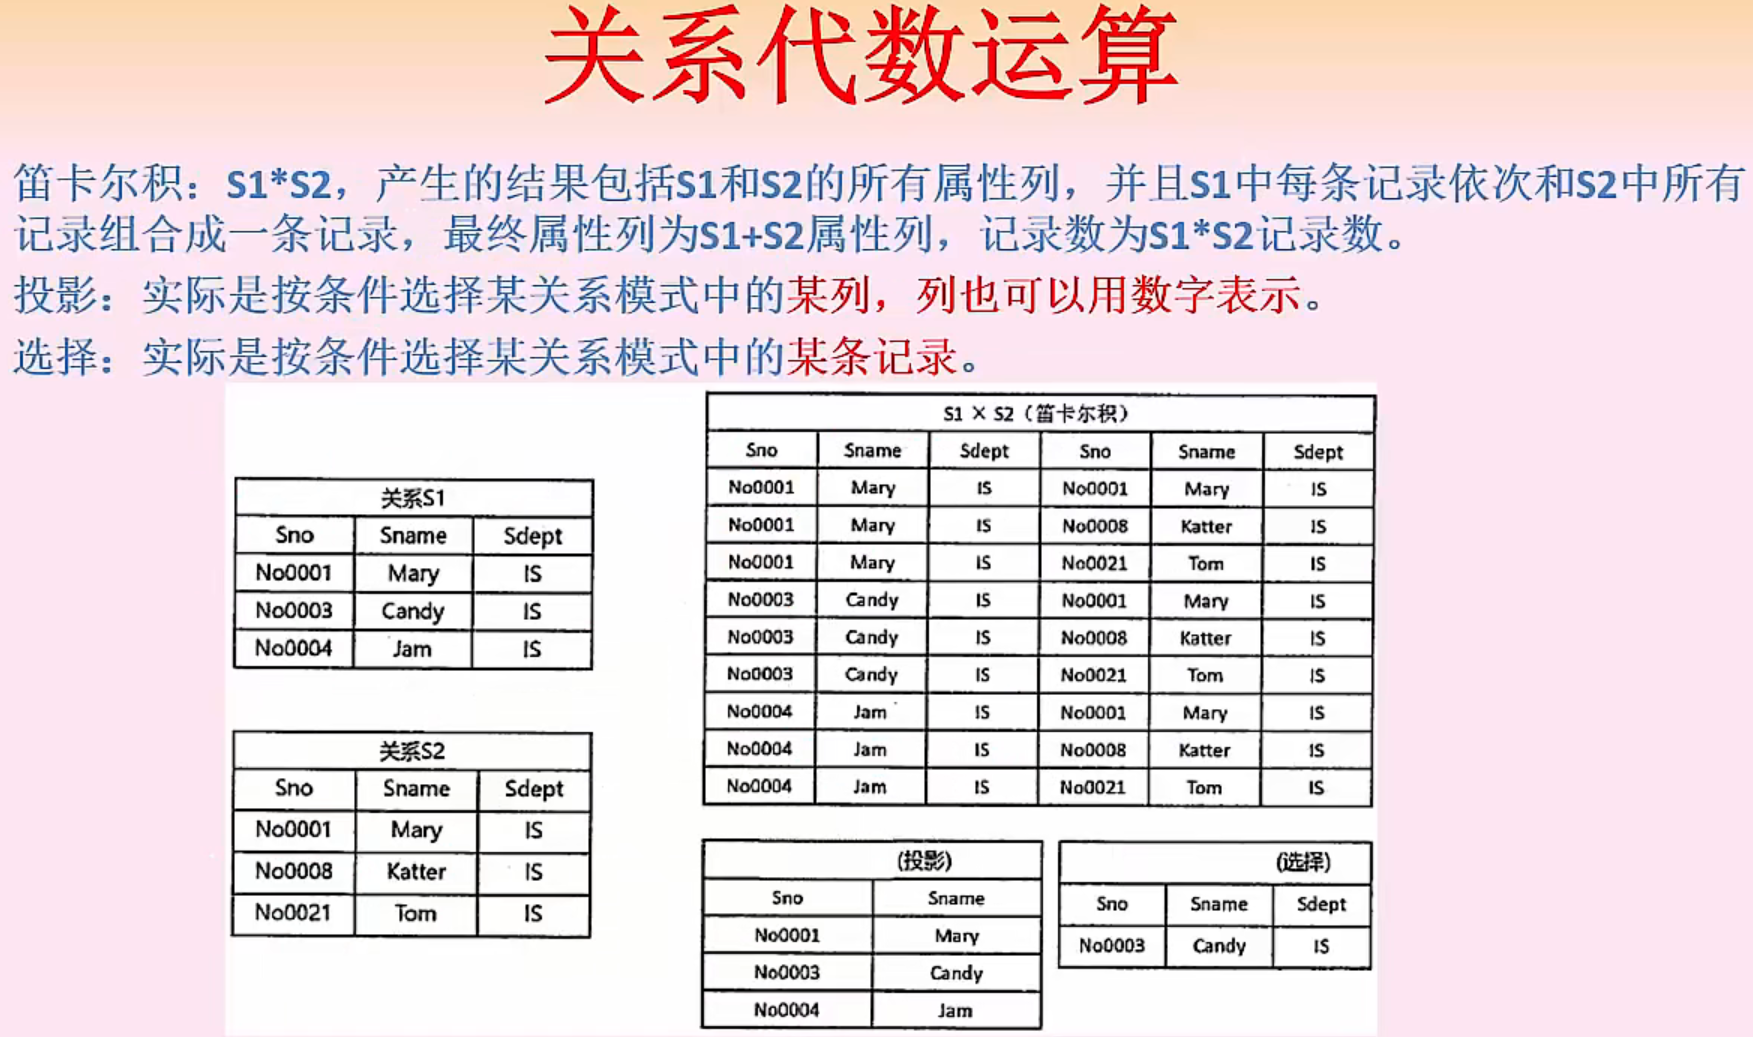 关系代数运算
笛卡尔积：S1*S2，产生的结果包括S1和S2的所有属性列，并且S1中每条记录依次和S2中所有
记录组合成一条记录，最终属性列为S1+S2属性列，记录数为S1*S2记录数。
投影：实际是按条件选择某关系模式中的某列，列也可以用数字表示。
选择：实际是按条件选择某关系模式中的某条记录。
关系S1
Sno Sname Sdept
No0001 Mary IS
No0003 Candy IS
No0004 Jam IS
关系S2
Sno Sname Sdept
No0001 Mary IS
No0008 Katter IS
No0021 Tom IS
S1 × S2（笛卡尔积）
Sno Sname Sdept Sno Sname Sdept
No0001 Mary IS No0001 Mary IS
No0001 Mary IS No0008 Katter IS
No0001 Mary IS No0021 Tom IS
No0003 Candy IS No0001 Mary IS
No0003 Candy IS No0008 Katter IS
No0003 Candy IS No0021 Tom IS
No0004 Jam IS No0001 Mary IS
No0004 Jam IS No0008 Katter IS
No0004 Jam IS No0021 Tom IS
(投影)
Sno Sname
No0001 Mary
No0003 Candy
No0004 Jam
(选择)
Sno Sname Sdept
No0003 Candy IS